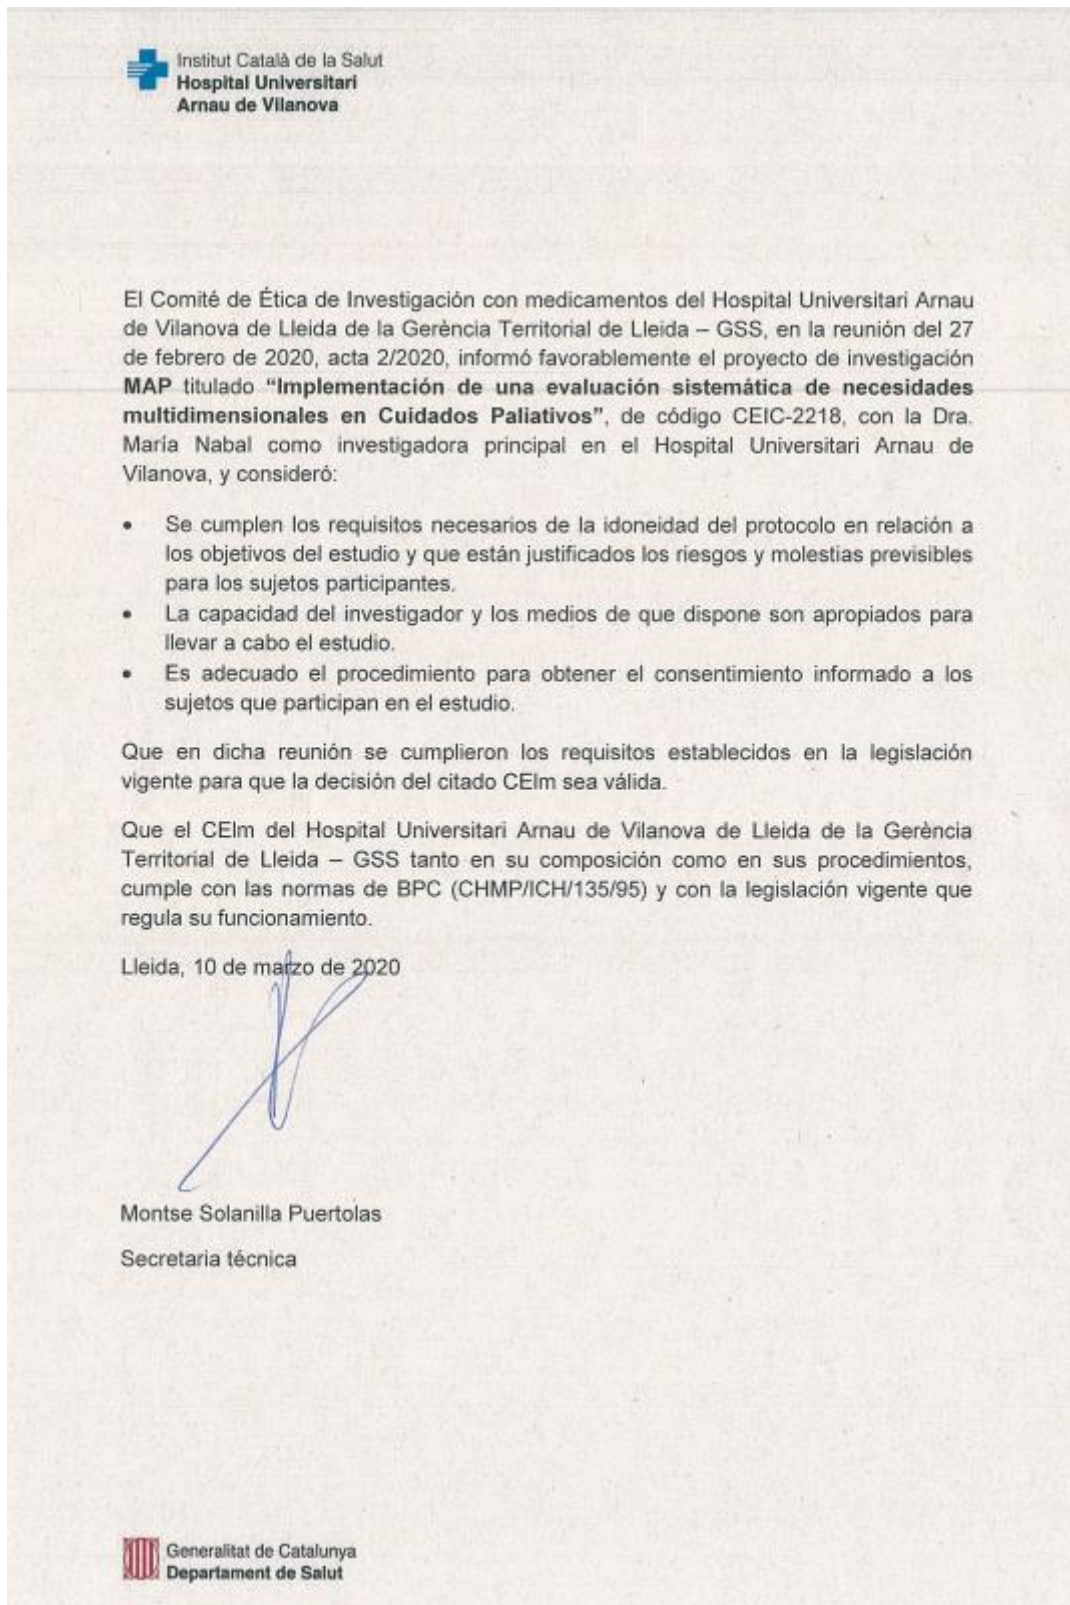 Institut Català de la Salut
Hospital Universitari
Arnau de Vilanova
El Comité de Ética de Investigación con medicamentos del Hospital Universitari Arnau
de Vilanova de Lleida de la Gerència Territorial de Lleida – GSS, en la reunión del 27
de febrero de 2020, acta 2/2020, informó favorablemente el proyecto de investigación
MAP titulado “Implementación de una evaluación sistemática de necesidades
multidimensionales en Cuidados Paliativos”, de código CEIC-2218, con la Dra.
María Nabal como investigadora principal en el Hospital Universitari Arnau de
Vilanova, y consideró:
• Se cumplen los requisitos necesarios de la idoneidad del protocolo en relación a
los objetivos del estudio y que están justificados los riesgos y molestias previsibles
para los sujetos participantes.
• La capacidad del investigador y los medios de que dispone son apropiados para
llevar a cabo el estudio.
• Es adecuado el procedimiento para obtener el consentimiento informado a los
sujetos que participan en el estudio.
Que en dicha reunión se cumplieron los requisitos establecidos en la legislación
vigente para que la decisión del citado CEIm sea válida.
Que el CEIm del Hospital Universitari Arnau de Vilanova de Lleida de la Gerència
Territorial de Lleida – GSS tanto en su composición como en sus procedimientos,
cumple con las normas de BPC (CHMP/ICH/135/95) y con la legislación vigente que
regula su funcionamiento.
Lleida, 10 de marzo de 2020
Montse Solanilla Puertolas
Secretaria técnica
Generalitat de Catalunya
Departament de Salut